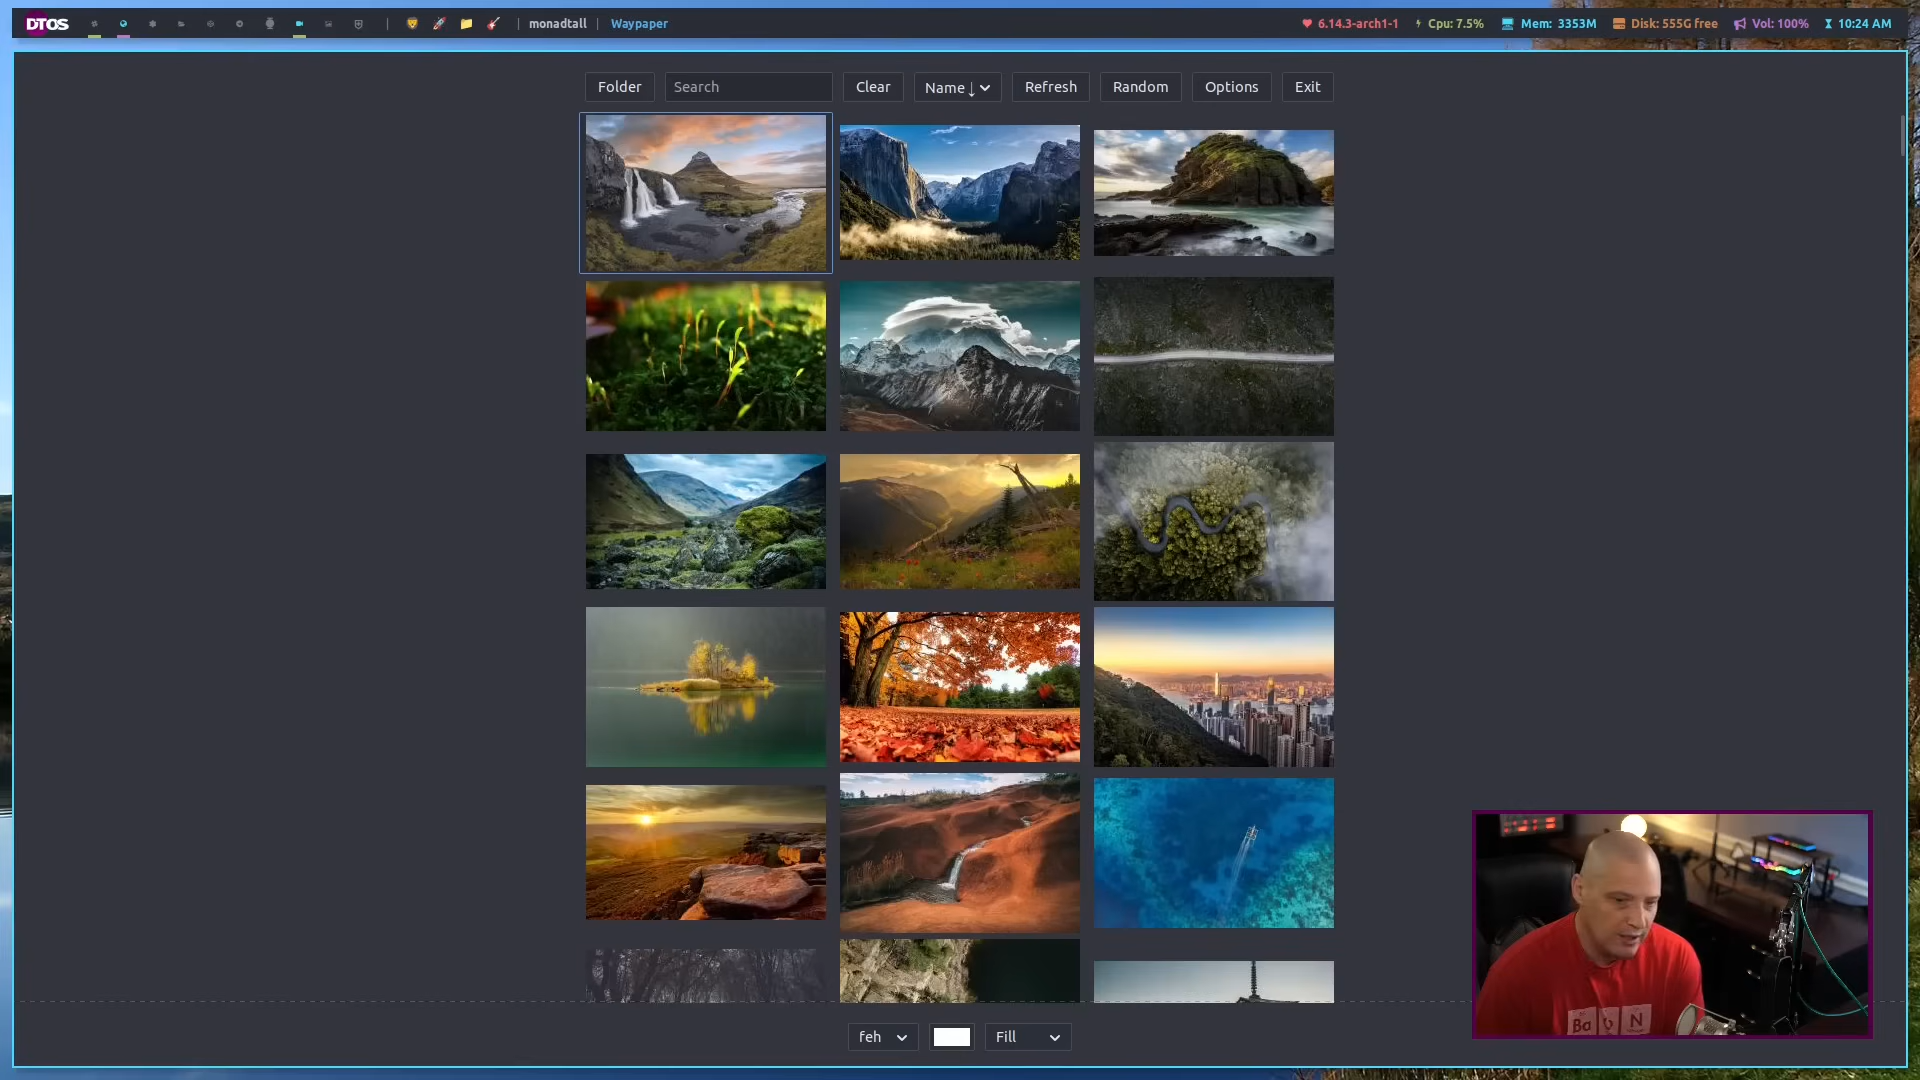 DTOS
monadtall
Waypaper
6.14.3-arch1-1
Cpu: 7.5%
Mem: 3353M
Disk: 555G free
Vol: 100%
10:24 AM
Folder
Search
Clear
Name ↓
Refresh
Random
Options
Exit
feh
Fill
Ba
N